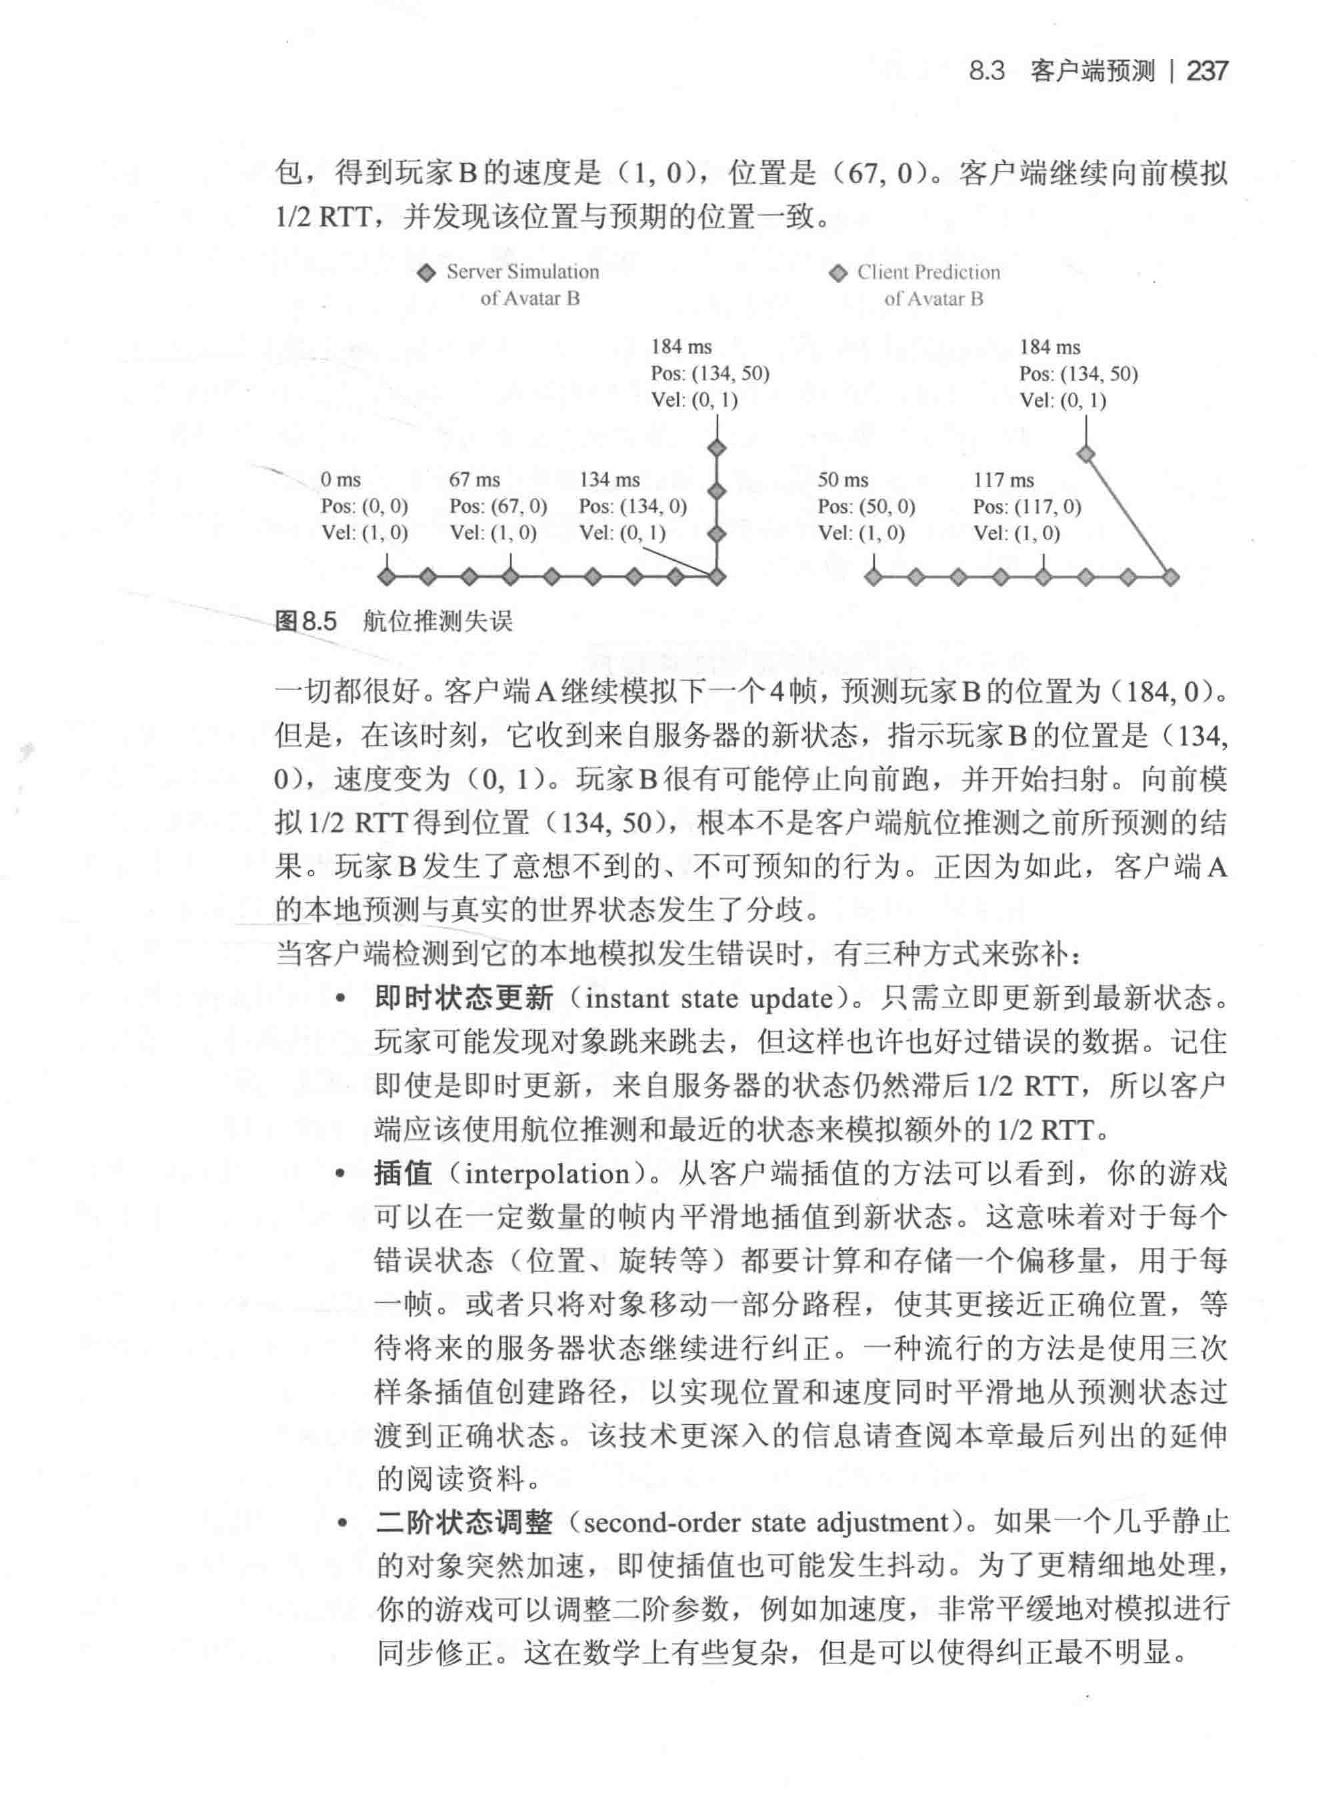 8.3 客户端预测 | 237
包，得到玩家B的速度是（1, 0），位置是（67, 0）。客户端继续向前模拟
1/2 RTT，并发现该位置与预期的位置一致。
Server Simulation
of Avatar B
Client Prediction
of Avatar B
184 ms
Pos: (134, 50)
Vel: (0, 1)
184 ms
Pos: (134, 50)
Vel: (0, 1)
0 ms
Pos: (0, 0)
Vel: (1, 0)
67 ms
Pos: (67, 0)
Vel: (1, 0)
134 ms
Pos: (134, 0)
Vel: (0, 1)
50 ms
Pos: (50, 0)
Vel: (1, 0)
117 ms
Pos: (117, 0)
Vel: (1, 0)
图8.5 航位推测失误
一切都很好。客户端A继续模拟下一个4帧，预测玩家B的位置为（184, 0）。
但是，在该时刻，它收到来自服务器的新状态，指示玩家B的位置是（134,
0），速度变为（0, 1）。玩家B很有可能停止向前跑，并开始扫射。向前模
拟1/2 RTT得到位置（134, 50），根本不是客户端航位推测之前所预测的结
果。玩家B发生了意想不到的、不可预知的行为。正因为如此，客户端A
的本地预测与真实的世界状态发生了分歧。
当客户端检测到它的本地模拟发生错误时，有三种方式来弥补：
• 即时状态更新（instant state update）。只需立即更新到最新状态。
玩家可能发现对象跳来跳去，但这样也许也好过错误的数据。记住
即使是即时更新，来自服务器的状态仍然滞后1/2 RTT，所以客户
端应该使用航位推测和最近的状态来模拟额外的1/2 RTT。
• 插值（interpolation）。从客户端插值的方法可以看到，你的游戏
可以在一定数量的帧内平滑地插值到新状态。这意味着对于每个
错误状态（位置、旋转等）都要计算和存储一个偏移量，用于每
一帧。或者只将对象移动一部分路程，使其更接近正确位置，等
待将来的服务器状态继续进行纠正。一种流行的方法是使用三次
样条插值创建路径，以实现位置和速度同时平滑地从预测状态过
渡到正确状态。该技术更深入的信息请查阅本章最后列出的延伸
的阅读资料。
• 二阶状态调整（second-order state adjustment）。如果一个几乎静止
的对象突然加速，即使插值也可能发生抖动。为了更精细地处理，
你的游戏可以调整二阶参数，例如加速度，非常平缓地对模拟进行
同步修正。这在数学上有些复杂，但是可以使得纠正最不明显。